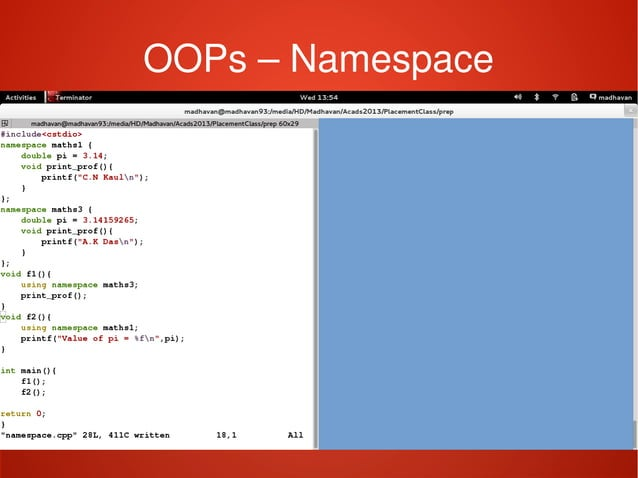 OOPs – Namespace
Activities Terminator Wed 13:54 madhavan
madhavan@madhavan93:/media/HD/Madhavan/Acads2013/PlacementClass/prep
madhavan@madhavan93:/media/HD/Madhavan/Acads2013/PlacementClass/prep 60x29
#include<cstdio>
namespace maths1 {
    double pi = 3.14;
    void print_prof(){
        printf("C.N Kaul\n");
    }
};
namespace maths3 {
    double pi = 3.14159265;
    void print_prof(){
        printf("A.K Das\n");
    }
};
void f1(){
    using namespace maths3;
    print_prof();
}
void f2(){
    using namespace maths1;
    printf("Value of pi = %f\n",pi);
}
int main(){
    f1();
    f2();
return 0;
}
"namespace.cpp" 28L, 411C written 18,1 All